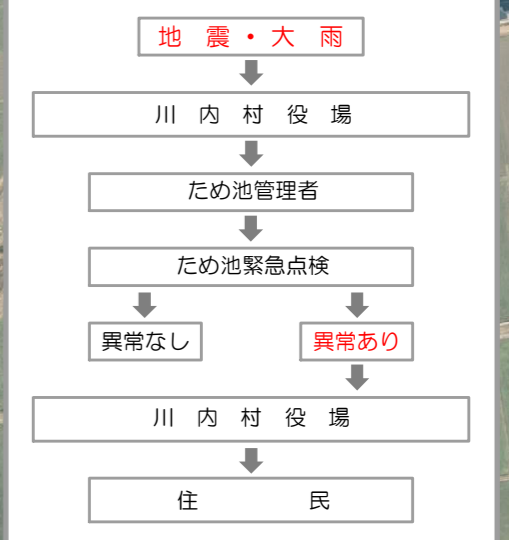 地 震・大 雨
川 内 村 役 場
ため池管理者
ため池緊急点検
異常なし 異常あり
川 内 村 役 場
住 民